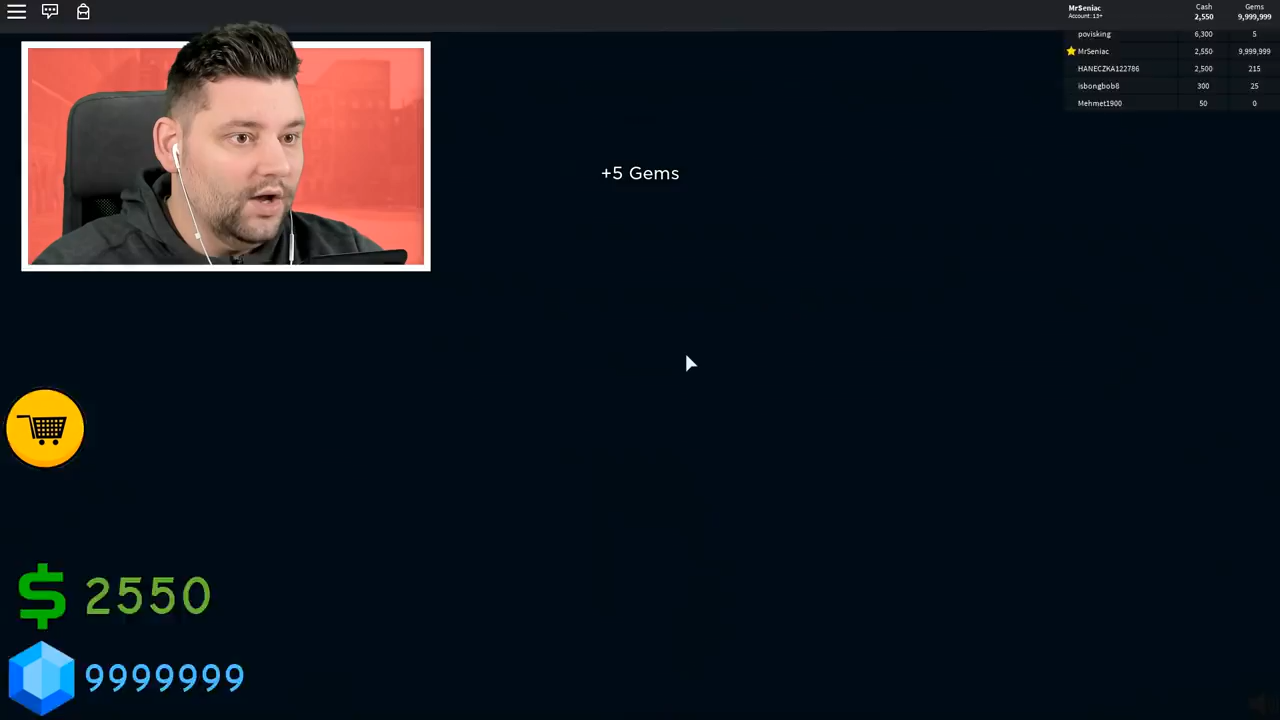 MrSeniac Cash Gems
Account: 13+ 2,550 9,999,999
povisking 6,300 5
MrSeniac 2,550 9,999,999
HANECZKA122786 2,500 215
isbongbob8 300 25
Mehmet1900 50 0
+5 Gems
$ 2550
9999999